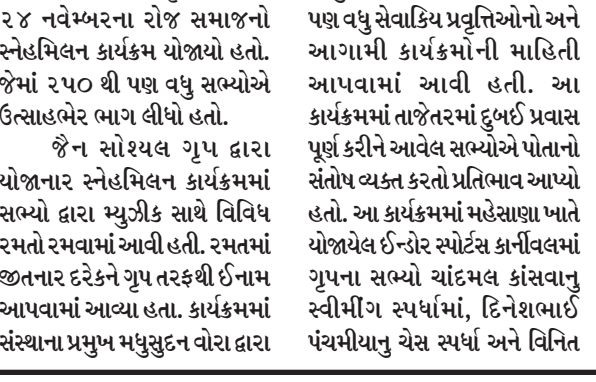 ૨૪ નવેમ્બરના રોજ સમાજનો
સ્નેહમિલન કાર્યક્રમ યોજાયો હતો.
જેમાં ૨૫૦ થી પણ વધુ સભ્યોએ
ઉત્સાહભેર ભાગ લીધો હતો.
જૈન સોશ્યલ ગૃપ દ્વારા
યોજાનાર સ્નેહમિલન કાર્યક્રમમાં
સભ્યો દ્વારા મ્યુઝીક સાથે વિવિધ
રમતો રમવામાં આવી હતી. રમતમાં
જીતનાર દરેકને ગૃપ તરફથી ઈનામ
આપવામાં આવ્યા હતા. કાર્યક્રમમાં
સંસ્થાના પ્રમુખ મધુસુદન વોરા દ્વારા
પણ વધુ સેવાકિય પ્રવૃત્તિઓનો અને
આગામી કાર્યક્રમોની માહિતી
આપવામાં આવી હતી. આ
કાર્યક્રમમાં તાજેતરમાં દુબઈ પ્રવાસ
પૂર્ણ કરીને આવેલ સભ્યોએ પોતાનો
સંતોષ વ્યક્ત કરતો પ્રતિભાવ આપ્યો
હતો. આ કાર્યક્રમમાં મહેસાણા ખાતે
યોજાયેલ ઈન્ડોર સ્પોર્ટસ કાર્નીવલમાં
ગૃપના સભ્યો ચાંદમલ કાંસવાનુ
સ્વીમીંગ સ્પર્ધામાં, દિનેશભાઈ
પંચમીયાનુ ચેસ સ્પર્ધા અને વિનિત